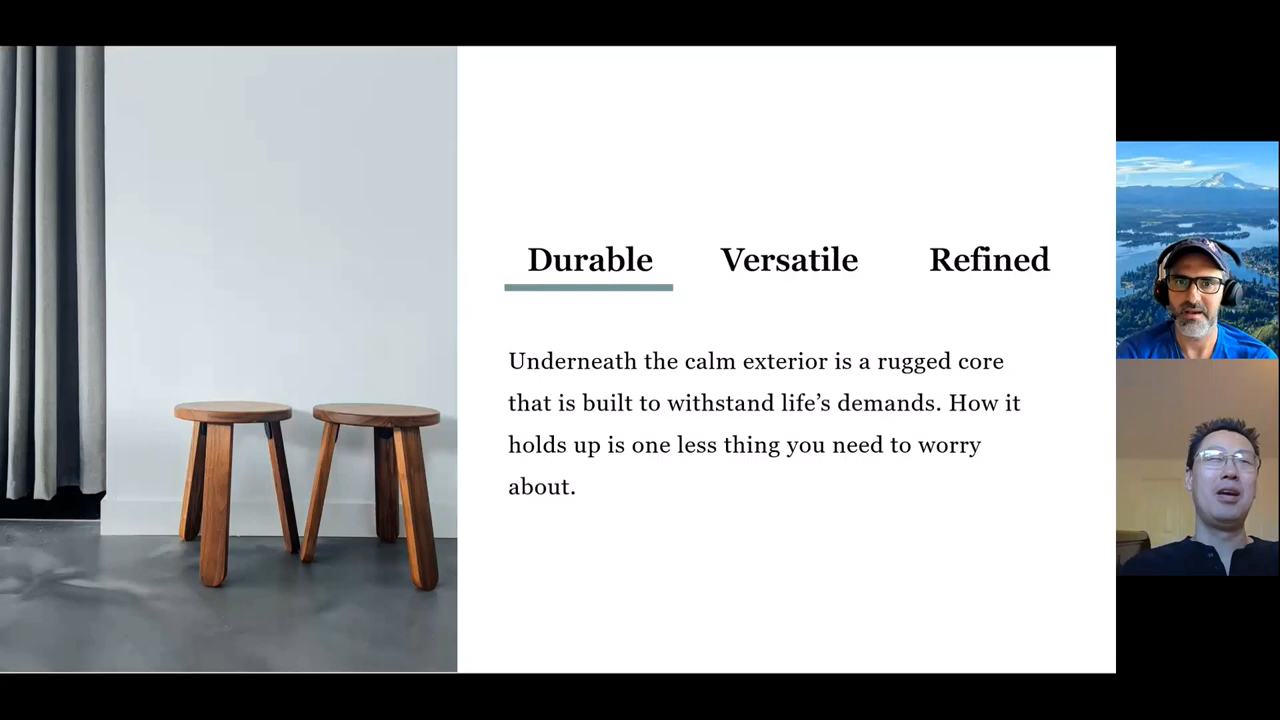 Durable Versatile Refined
Underneath the calm exterior is a rugged core
that is built to withstand life’s demands. How it
holds up is one less thing you need to worry
about.